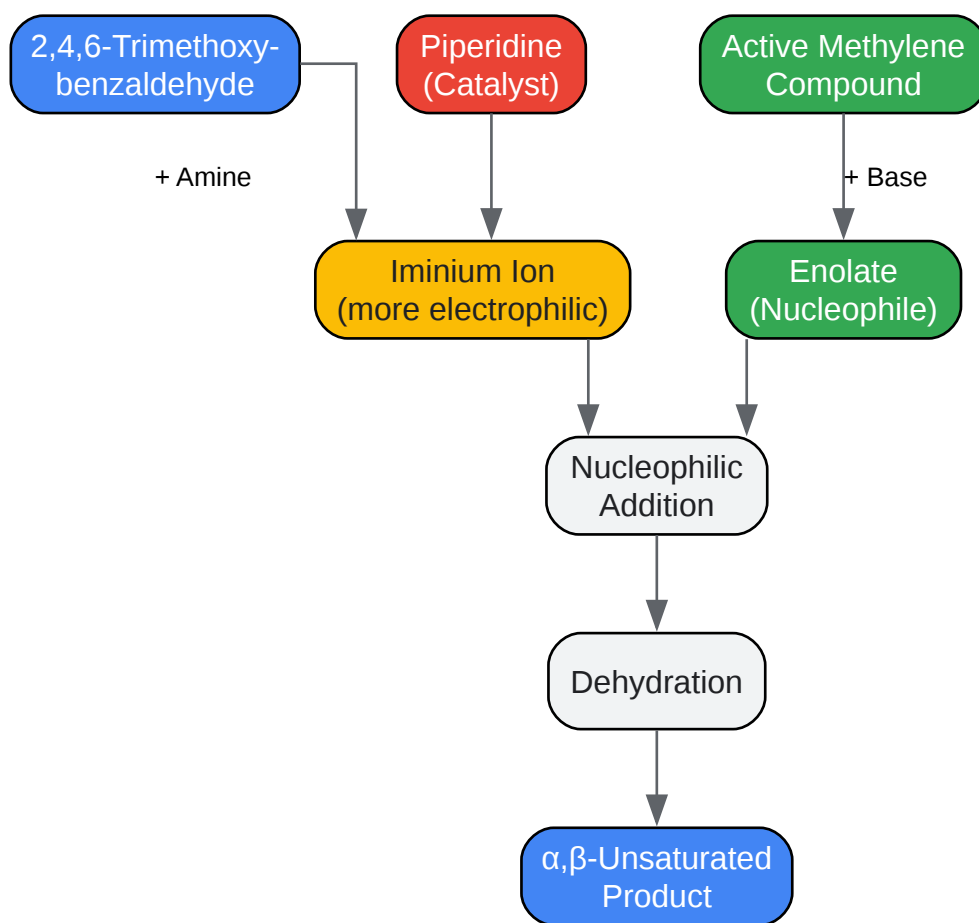 2,4,6-Trimethoxy-
benzaldehyde
Piperidine
(Catalyst)
Active Methylene
Compound
+ Amine
+ Base
Iminium Ion
(more electrophilic)
Enolate
(Nucleophile)
Nucleophilic
Addition
Dehydration
α,β-Unsaturated
Product